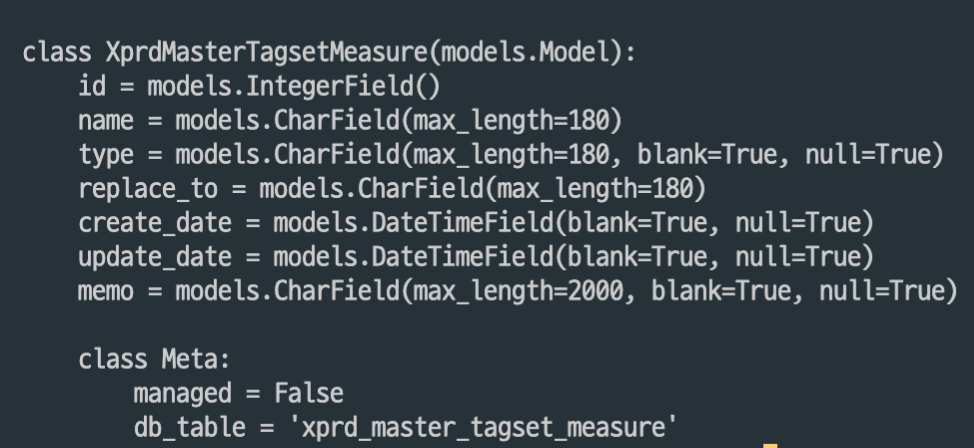 class XprdMasterTagsetMeasure(models.Model):
    id = models.IntegerField()
    name = models.CharField(max_length=180)
    type = models.CharField(max_length=180, blank=True, null=True)
    replace_to = models.CharField(max_length=180)
    create_date = models.DateTimeField(blank=True, null=True)
    update_date = models.DateTimeField(blank=True, null=True)
    memo = models.CharField(max_length=2000, blank=True, null=True)

    class Meta:
        managed = False
        db_table = 'xprd_master_tagset_measure'